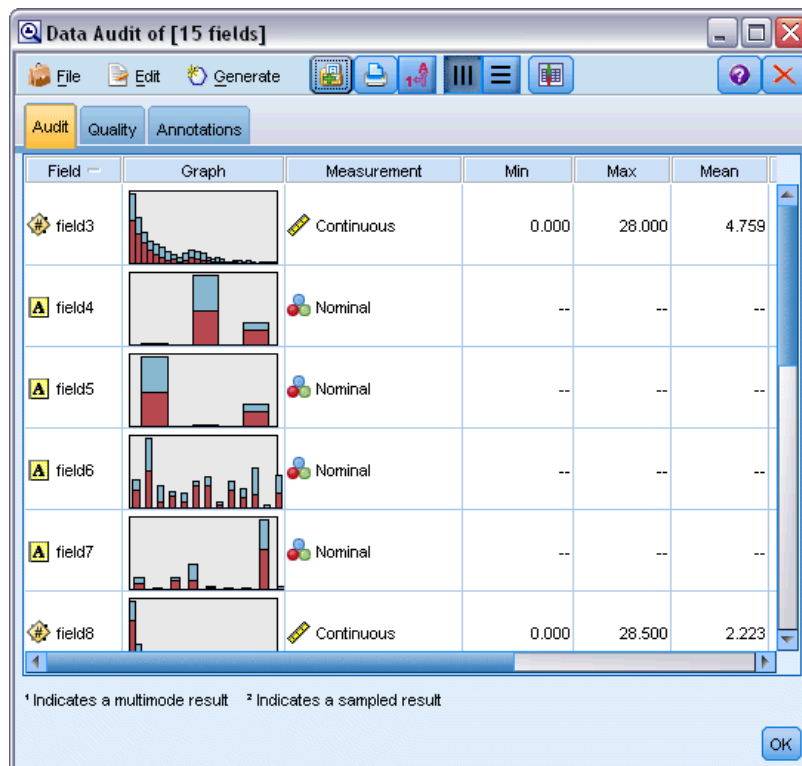 Data Audit of [15 fields]
File Edit Generate
Audit Quality Annotations
Field Graph Measurement Min Max Mean
field3 Continuous 0.000 28.000 4.759
field4 Nominal -- -- --
field5 Nominal -- -- --
field6 Nominal -- -- --
field7 Nominal -- -- --
field8 Continuous 0.000 28.500 2.223
¹ Indicates a multimode result ² Indicates a sampled result
OK